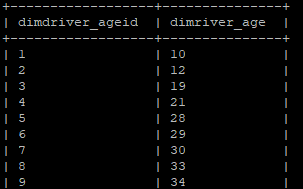 +-----------------+---------------+
| dimdriver_ageid | dimriver_age |
+-----------------+---------------+
| 1 | 10
| 2 | 12
| 3 | 19
| 4 | 21
| 5 | 28
| 6 | 29
| 7 | 30
| 8 | 33
| 9 | 34